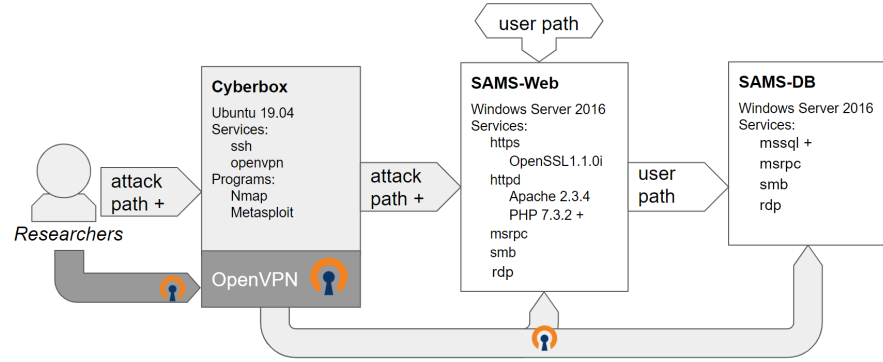 user path
Cyberbox
Ubuntu 19.04
Services:
ssh
openvpn
Programs:
Nmap
Metasploit
OpenVPN
SAMS-Web
Windows Server 2016
Services:
https
OpenSSL1.1.0i
httpd
Apache 2.3.4
PHP 7.3.2 +
msrpc
smb
rdp
SAMS-DB
Windows Server 2016
Services:
mssql +
msrpc
smb
rdp
attack
path +
attack
path +
user
path
Researchers